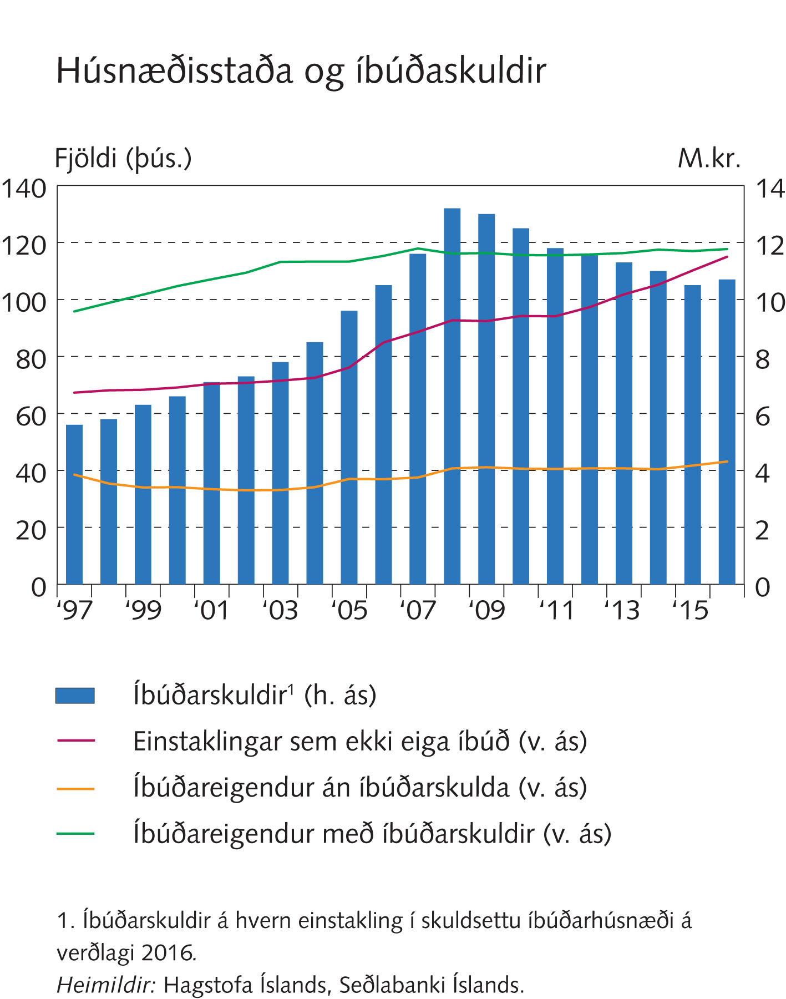 Húsnæðisstaða og íbúðaskuldir
Fjöldi (þús.) M.kr.
140 14
120 12
100 10
80 8
60 6
40 4
20 2
0 0
‘97 ‘99 ‘01 ‘03 ‘05 ‘07 ‘09 ‘11 ‘13 ‘15
Íbúðarskuldir¹ (h. ás)
Einstaklingar sem ekki eiga íbúð (v. ás)
Íbúðareigendur án íbúðarskulda (v. ás)
Íbúðareigendur með íbúðarskuldir (v. ás)
1. Íbúðarskuldir á hvern einstakling í skuldsettu íbúðarhúsnæði á
verðlagi 2016.
Heimildir: Hagstofa Íslands, Seðlabanki Íslands.